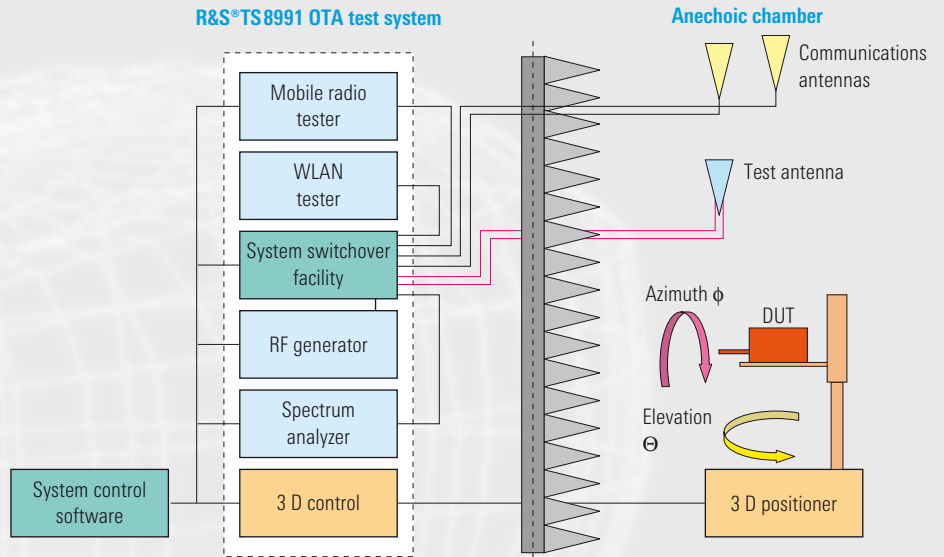 R&S®TS 8991 OTA test system
Anechoic chamber
Mobile radio
tester
WLAN
tester
System switchover
facility
RF generator
Spectrum
analyzer
3 D control
System control
software
Communications
antennas
Test antenna
Azimuth ϕ
DUT
Elevation
Θ
3 D positioner